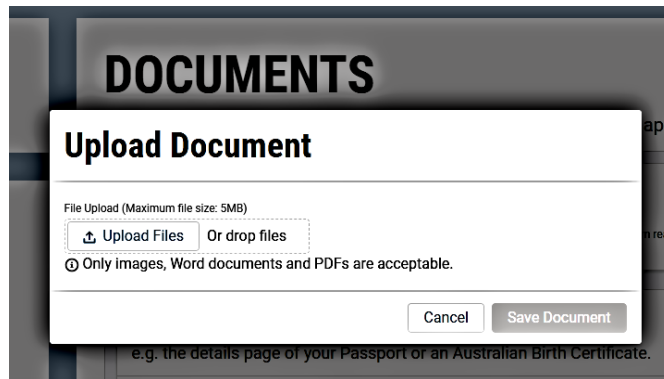 DOCUMENTS
ap
Upload Document
File Upload (Maximum file size: 5MB)
Upload Files Or drop files
Only images, Word documents and PDFs are acceptable.
Cancel Save Document
e.g. the details page of your Passport or an Australian Birth Certificate.